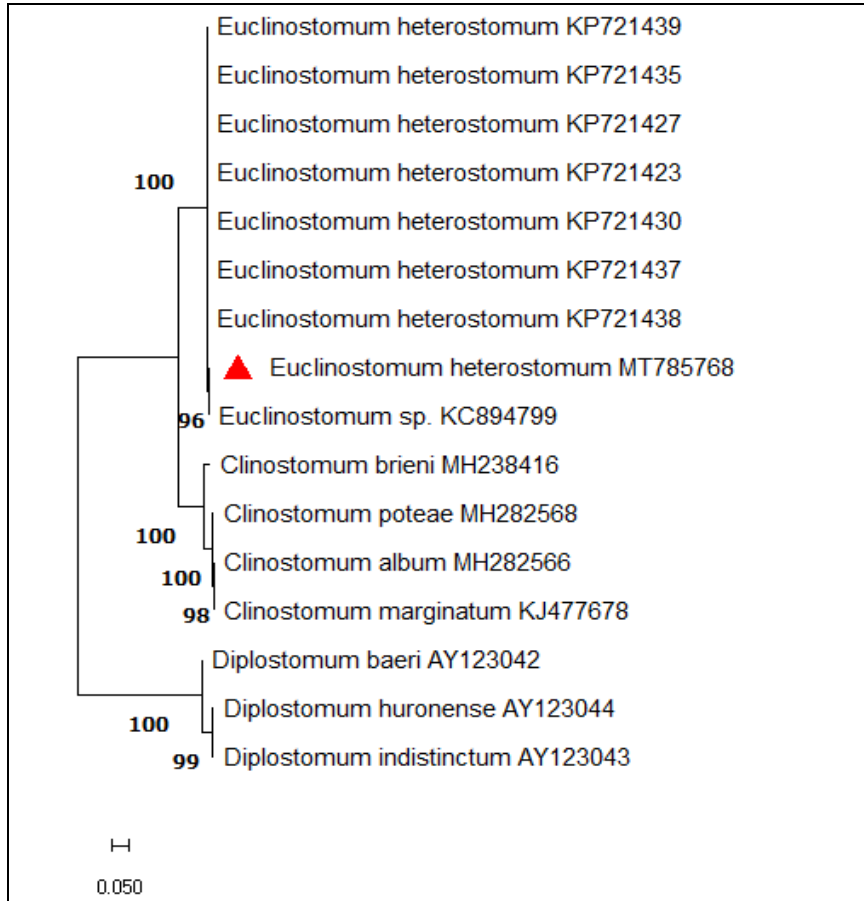 Euclinostomum heterostomum KP721439
Euclinostomum heterostomum KP721435
Euclinostomum heterostomum KP721427
100
Euclinostomum heterostomum KP721423
Euclinostomum heterostomum KP721430
Euclinostomum heterostomum KP721437
Euclinostomum heterostomum KP721438
Euclinostomum heterostomum MT785768
96 Euclinostomum sp. KC894799
Clinostomum brieni MH238416
Clinostomum poteae MH282568
100
Clinostomum album MH282566
100
98 Clinostomum marginatum KJ477678
Diplostomum baeri AY123042
Diplostomum huronense AY123044
100
99 Diplostomum indistinctum AY123043
0.050